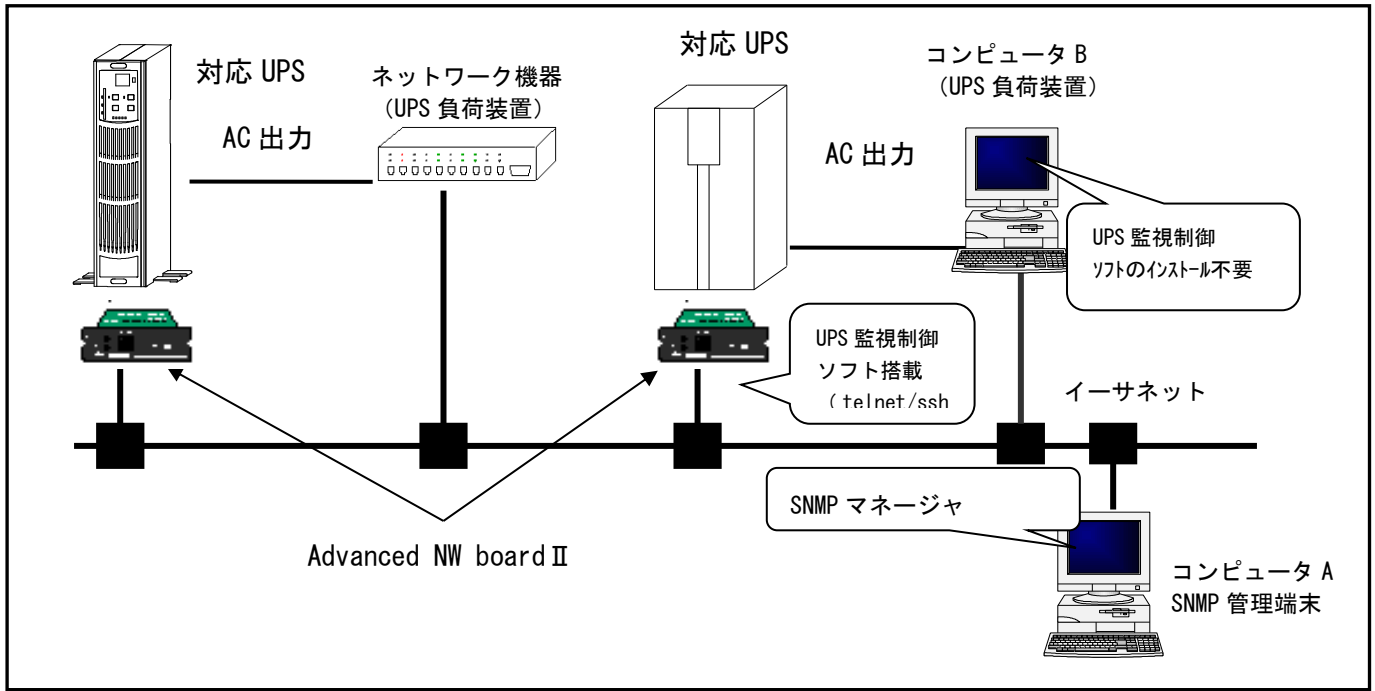 対応 UPS
ネットワーク機器
(UPS 負荷装置)
AC 出力
対応 UPS
コンピュータ B
(UPS 負荷装置)
AC 出力
UPS 監視制御
ソフトのインストール不要
UPS 監視制御
ソフト搭載
(telnet/ssh
イーサネット
SNMP マネージャ
Advanced NW board Ⅱ
コンピュータ A
SNMP 管理端末